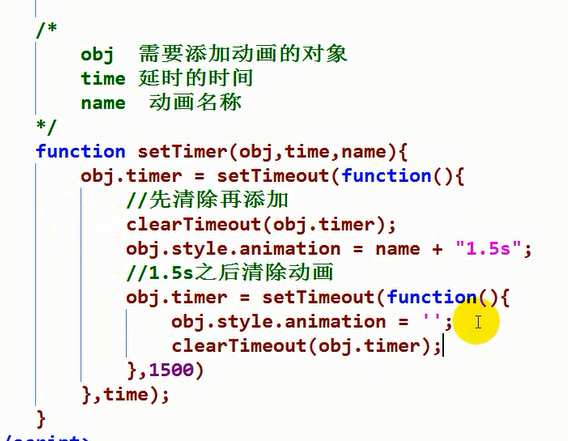 /*
obj 需要添加动画的对象
time 延时的时间
name 动画名称
*/
function setTimer(obj,time,name){
obj.timer = setTimeout(function(){
//先清除再添加
clearTimeout(obj.timer);
obj.style.animation = name + "1.5s";
//1.5s之后清除动画
obj.timer = setTimeout(function(){
obj.style.animation = '';
clearTimeout(obj.timer);
},1500)
},time);
}
</script>